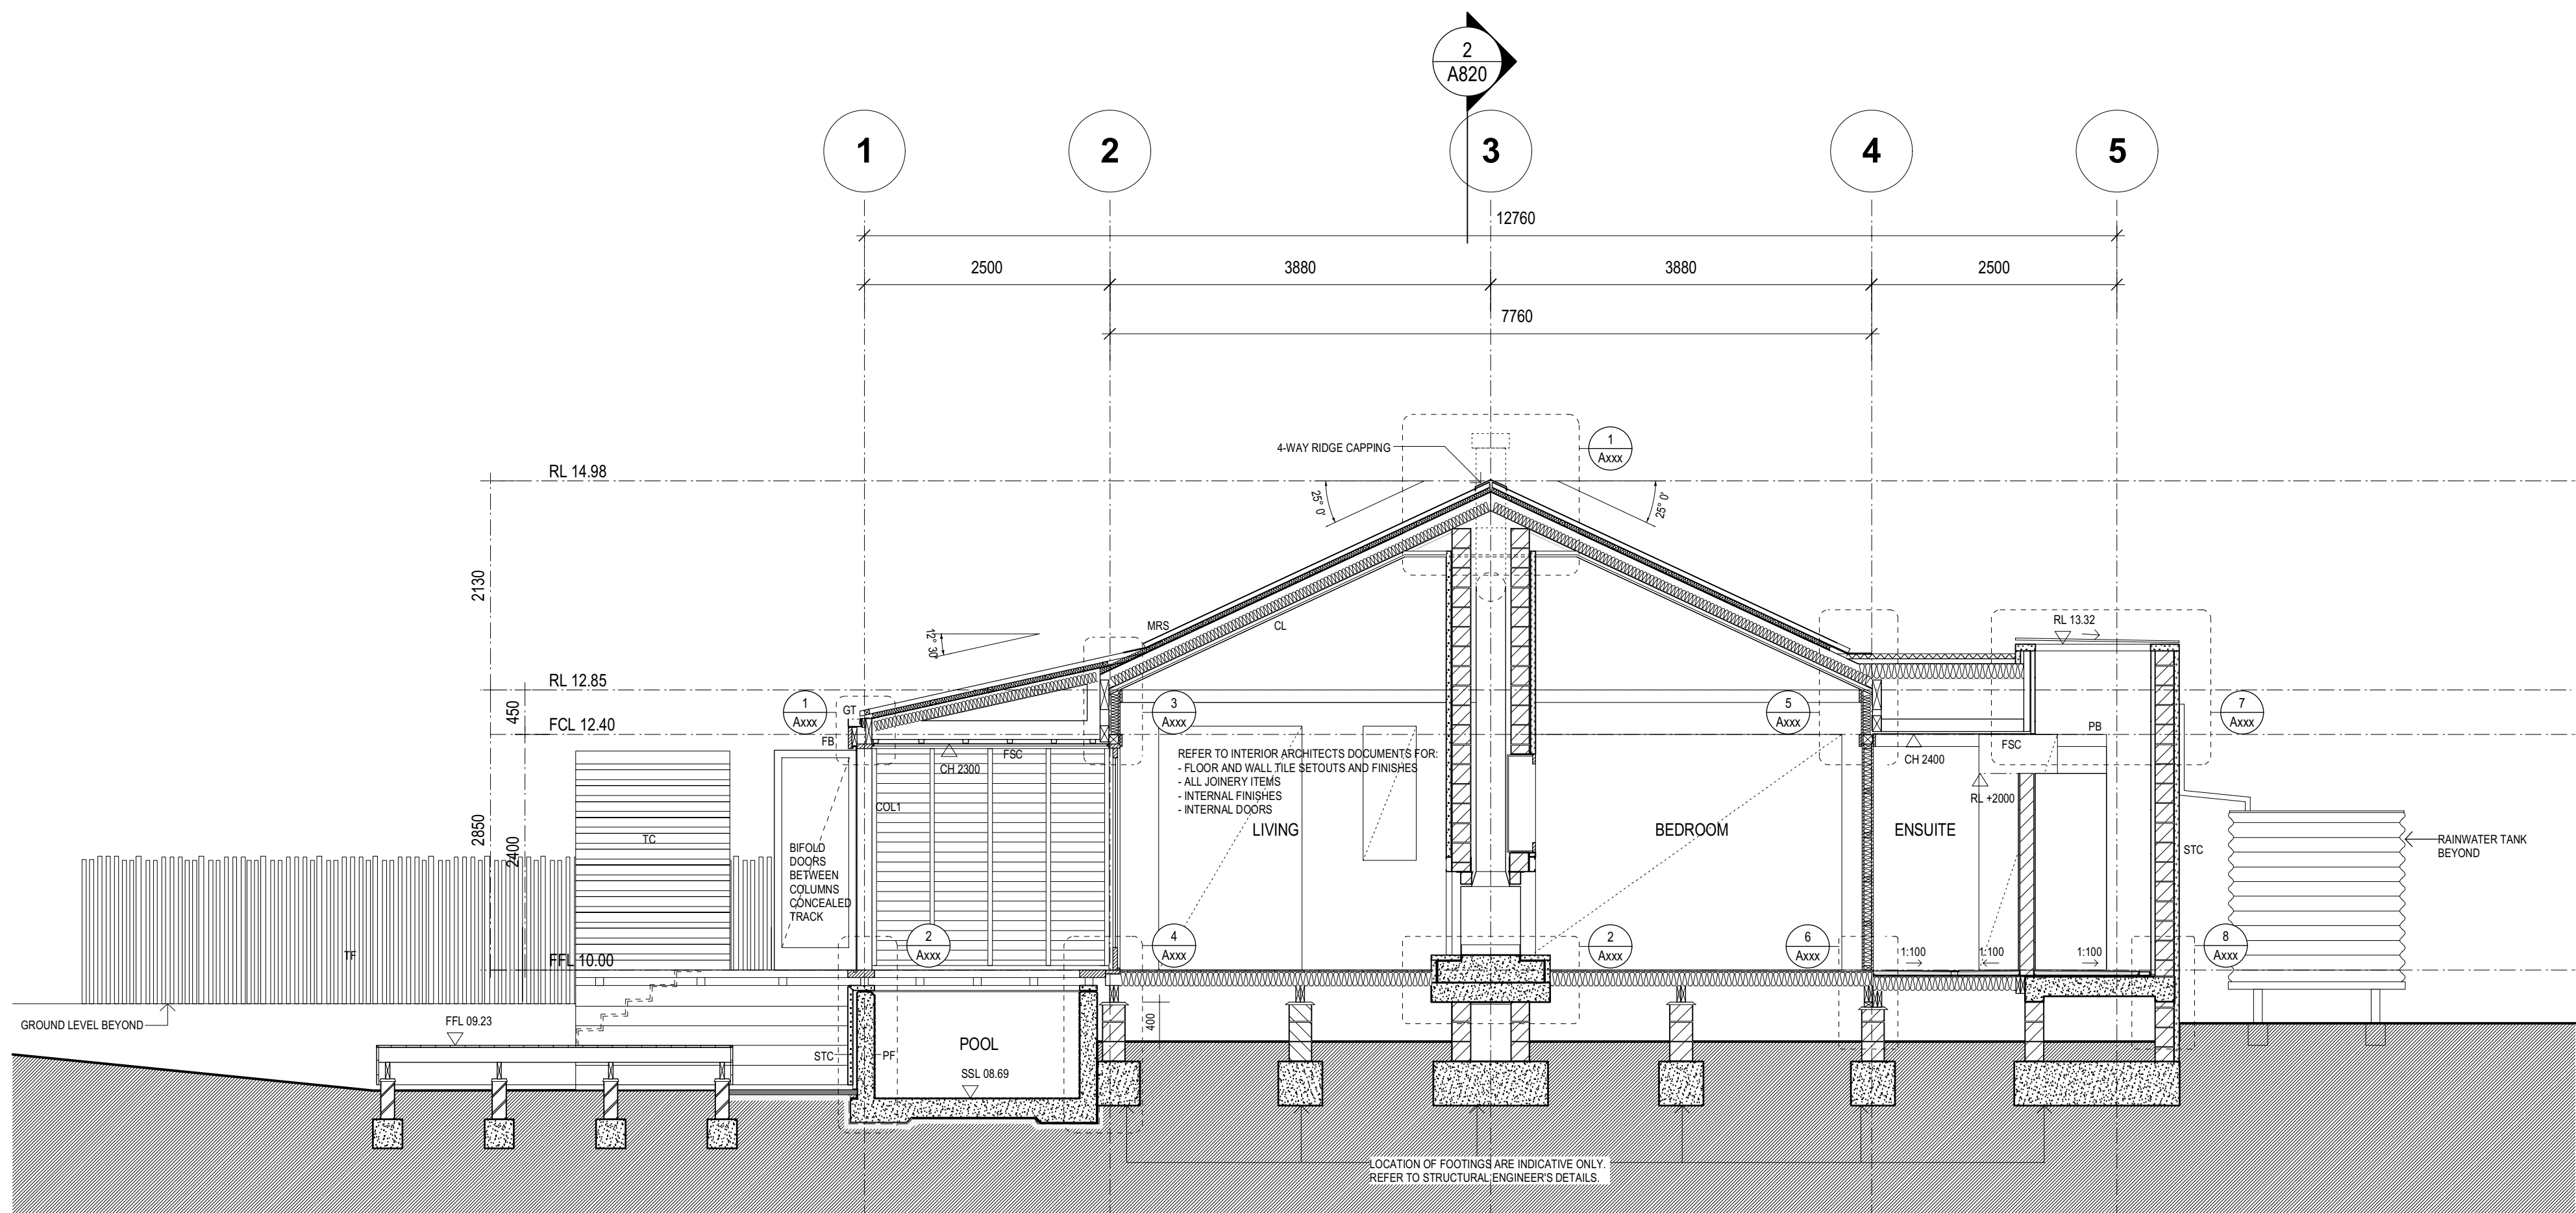 2
A820
1
2
3
4
5
12760
2500
3880
3880
2500
7760
4-WAY RIDGE CAPPING
1
Axxx
RL 14.98
25° 0'
25° 0'
2130
MRS
CL
12° 30'
RL 13.32
RL 12.85
450
1
Axxx
GT
3
Axxx
5
Axxx
7
Axxx
FCL 12.40
FB
FSC
CH 2300
FSC
PB
CH 2400
REFER TO INTERIOR ARCHITECTS DOCUMENTS FOR:
- FLOOR AND WALL TILE SETOUTS AND FINISHES
- ALL JOINERY ITEMS
- INTERNAL FINISHES
- INTERNAL DOORS
RL +2000
COL1
2850
2400
TC
LIVING
BEDROOM
ENSUITE
BIFOLD
DOORS
BETWEEN
COLUMNS
CONCEALED
TRACK
STC
RAINWATER TANK
BEYOND
2
Axxx
4
Axxx
2
Axxx
6
Axxx
8
Axxx
1:100
1:100
1:100
TF
FFL 10.00
GROUND LEVEL BEYOND
FFL 09.23
400
STC
PF
POOL
SSL 08.69
LOCATION OF FOOTINGS ARE INDICATIVE ONLY.
REFER TO STRUCTURAL ENGINEER'S DETAILS.